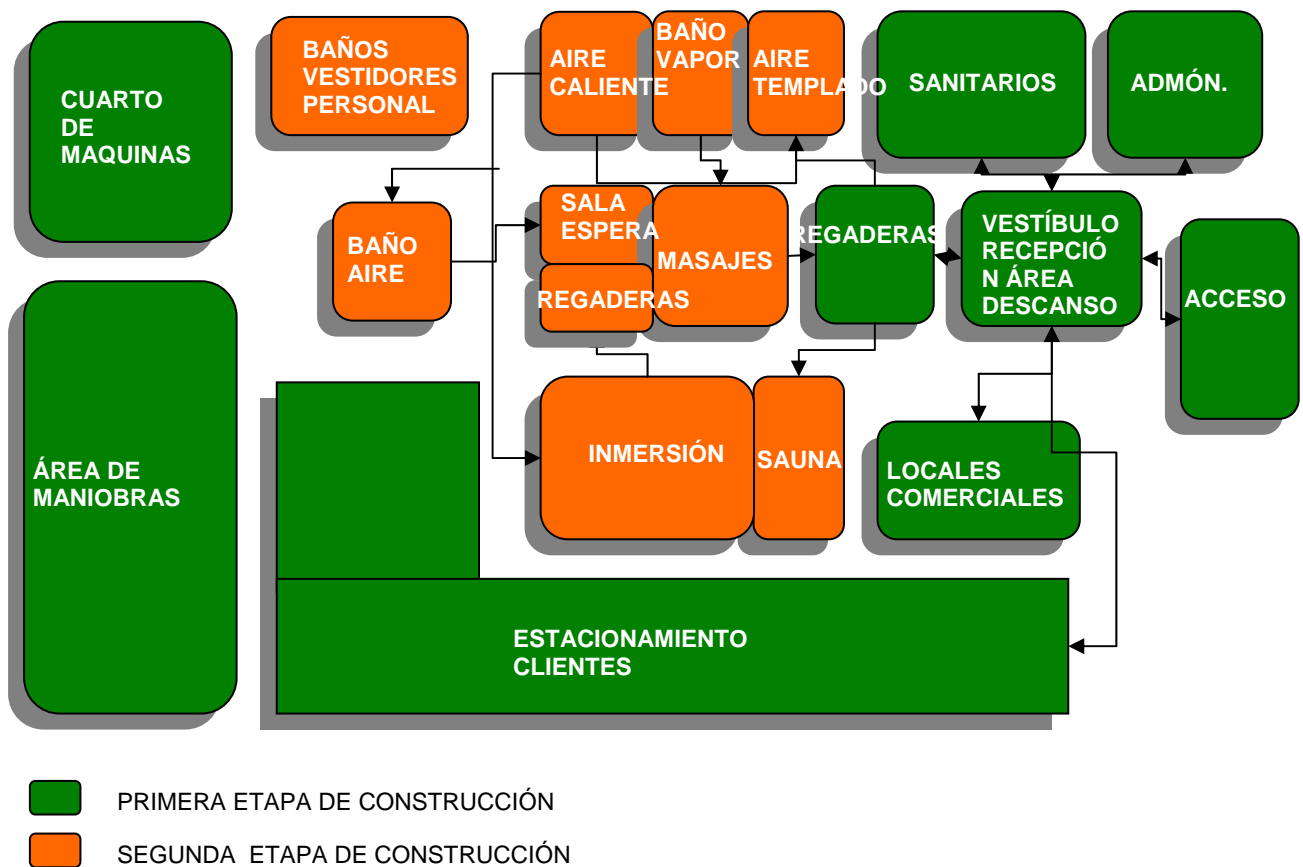 CUARTO
DE
MAQUINAS
BAÑOS
VESTIDORES
PERSONAL
AIRE
CALIENTE
BAÑO
VAPOR
AIRE
TEMPLADO
SANITARIOS
ADMÓN.
BAÑO
AIRE
SALA
ESPERA
REGADERAS
MASAJES
REGADERAS
VESTÍBULO
RECEPCIÓ
N ÁREA
DESCANSO
ACCESO
ÁREA DE
MANIOBRAS
INMERSIÓN
SAUNA
LOCALES
COMERCIALES
ESTACIONAMIENTO
CLIENTES
PRIMERA ETAPA DE CONSTRUCCIÓN
SEGUNDA  ETAPA DE CONSTRUCCIÓN